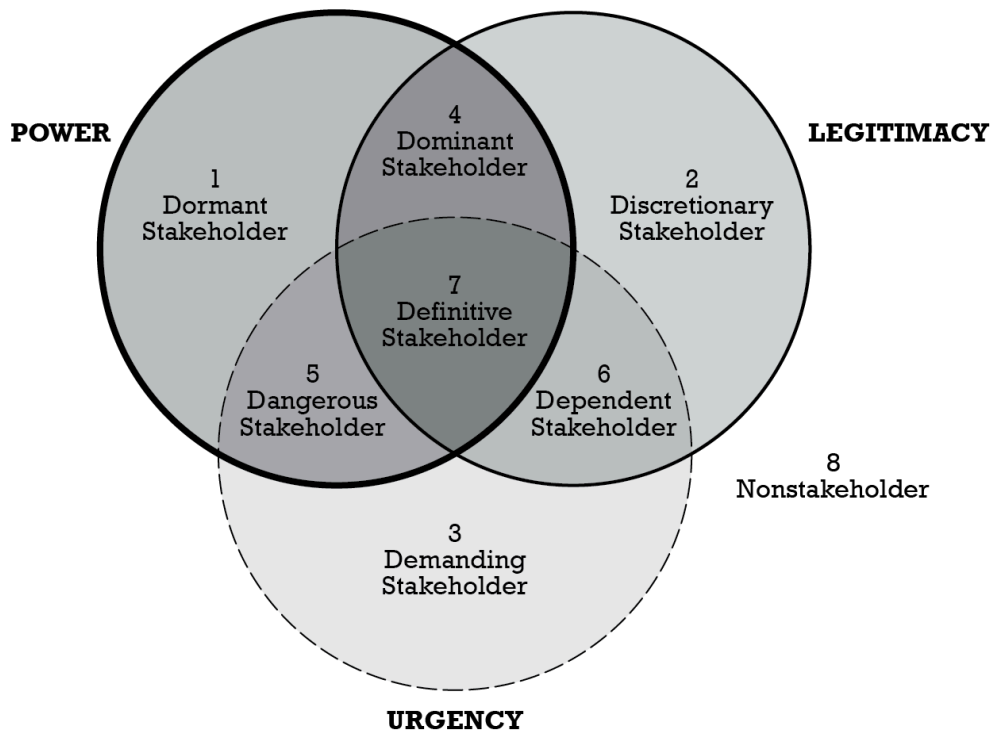 POWER
LEGITIMACY
4
Dominant
Stakeholder
1
Dormant
Stakeholder
2
Discretionary
Stakeholder
7
Definitive
Stakeholder
5
Dangerous
Stakeholder
6
Dependent
Stakeholder
8
Nonstakeholder
3
Demanding
Stakeholder
URGENCY